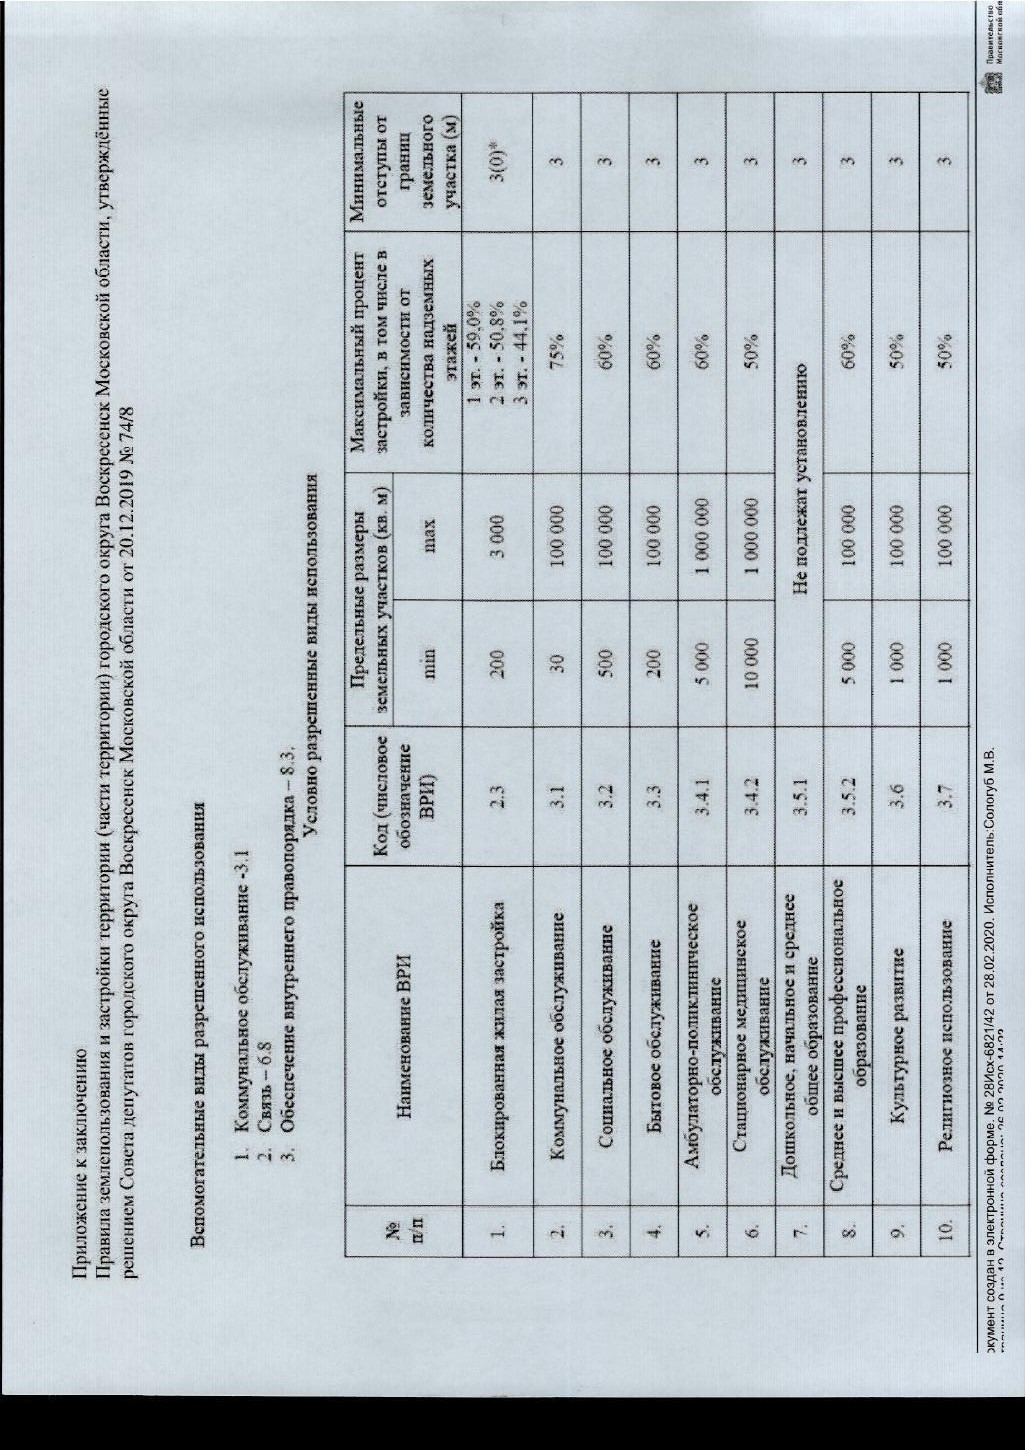 Приложение к заключению
Правила землепользования и застройки территории (части территории) городского округа Воскресенск Московской области, утверждённые
решением Совета депутатов городского округа Воскресенск Московской области от 20.12.2019 № 74/8
Вспомогательные виды разрешенного использования
1. Коммунальное обслуживание -3.1
2. Связь – 6.8
3. Обеспечение внутреннего правопорядка – 8.3.
Условно разрешенные виды использования
№ п/п
Наименование ВРИ
Код (числовое обозначение ВРИ)
Предельные размеры земельных участков (кв. м)
min
max
Максимальный процент застройки, в том числе в зависимости от количества надземных этажей
Минимальные отступы от границ земельного участка (м)
1. Блокированная жилая застройка 2.3 200 3 000 1 эт. - 59,0% 2 эт. - 50,8% 3 эт. - 44,1% 3(0)*
2. Коммунальное обслуживание 3.1 30 100 000 75% 3
3. Социальное обслуживание 3.2 500 100 000 60% 3
4. Бытовое обслуживание 3.3 200 100 000 60% 3
5. Амбулаторно-поликлиническое обслуживание 3.4.1 5 000 1 000 000 60% 3
6. Стационарное медицинское обслуживание 3.4.2 10 000 1 000 000 50% 3
7. Дошкольное, начальное и среднее общее образование 3.5.1 Не подлежат установлению 3
8. Среднее и высшее профессиональное образование 3.5.2 5 000 100 000 60% 3
9. Культурное развитие 3.6 1 000 100 000 50% 3
10. Религиозное использование 3.7 1 000 100 000 50% 3
окумент создан в электронной форме. № 28Исх-6821/42 от 28.02.2020. Исполнитель:Сологуб М.В.
Правительство
Московской обл